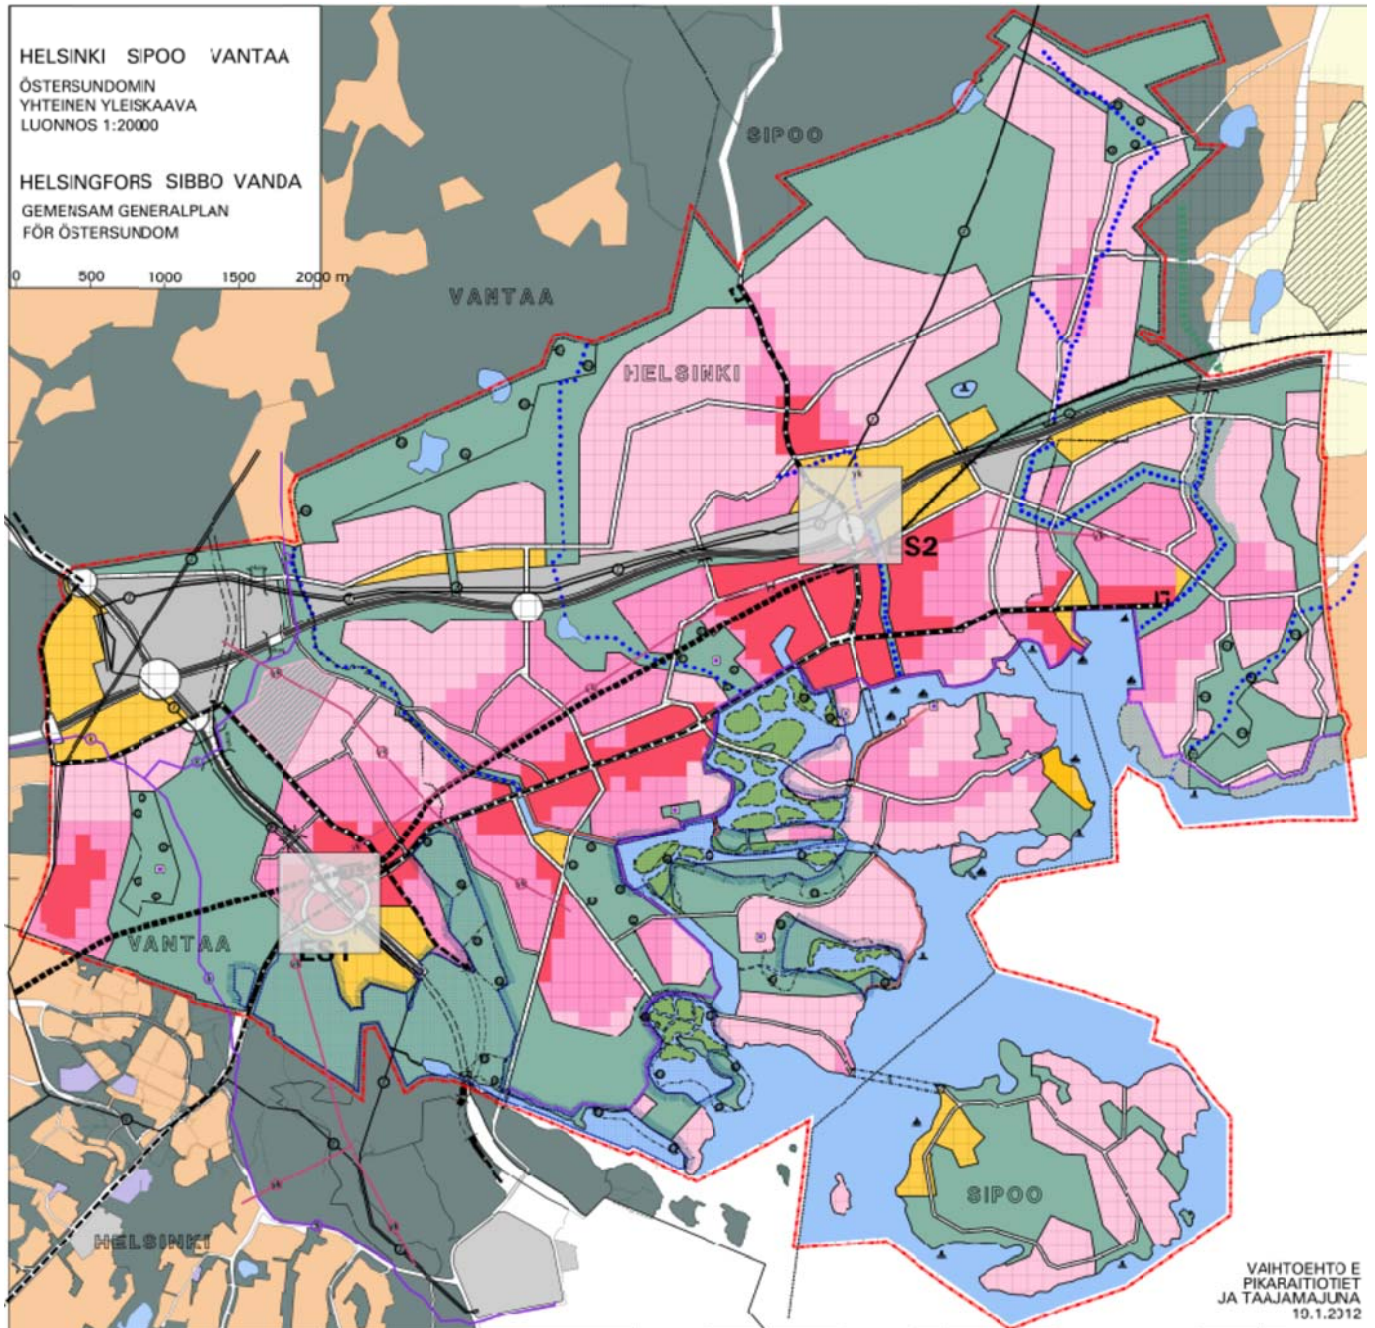 HELSINKI SIPOO VANTAA
ÖSTERSUNDOMIN
YHTEINEN YLEISKAAVA
LUONNOS 1:20000
HELSINGFORS SIBBO VANDA
GEMENSAM GENERALPLAN
FÖR ÖSTERSUNDOM
0 500 1000 1500 2000 m
SIPOO
VANTAA
HELSINKI
ES2
VANTAA
ES1
SIPOO
HELSINKI
VAIHTOEHTO E
PIKARAITIOTIET
JA TAAJAMAJUNA
19.1.2012